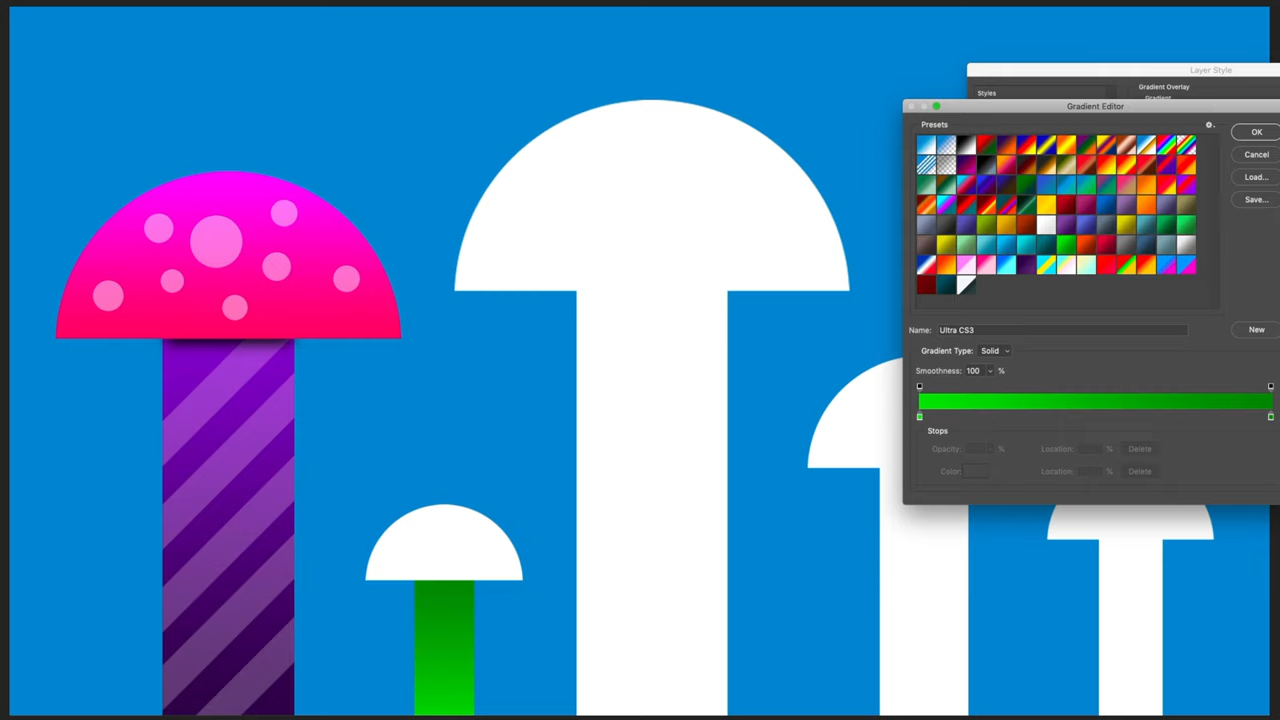 Layer Style
Styles
Gradient Overlay
Gradient
Gradient Editor
Presets
OK
Cancel
Load...
Save...
Name: Ultra CS3
New
Gradient Type: Solid
Smoothness: 100 %
Stops
Opacity: % Location: % Delete
Color: Location: % Delete